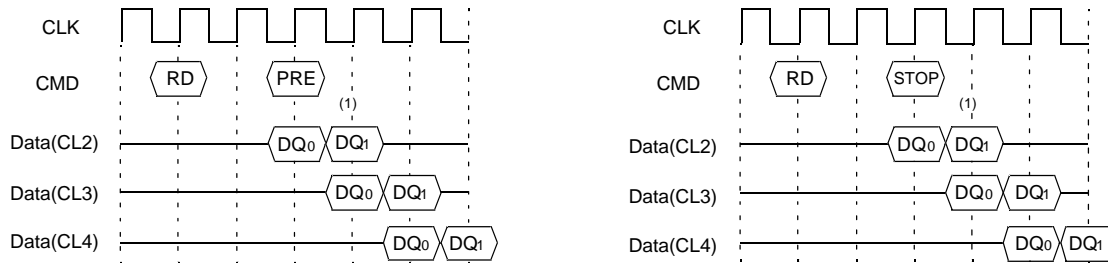 CLK
CMD RD PRE
(1)
Data(CL2) DQ0 DQ1
Data(CL3) DQ0 DQ1
Data(CL4) DQ0 DQ1
CLK
CMD RD STOP
(1)
Data(CL2) DQ0 DQ1
Data(CL3) DQ0 DQ1
Data(CL4) DQ0 DQ1